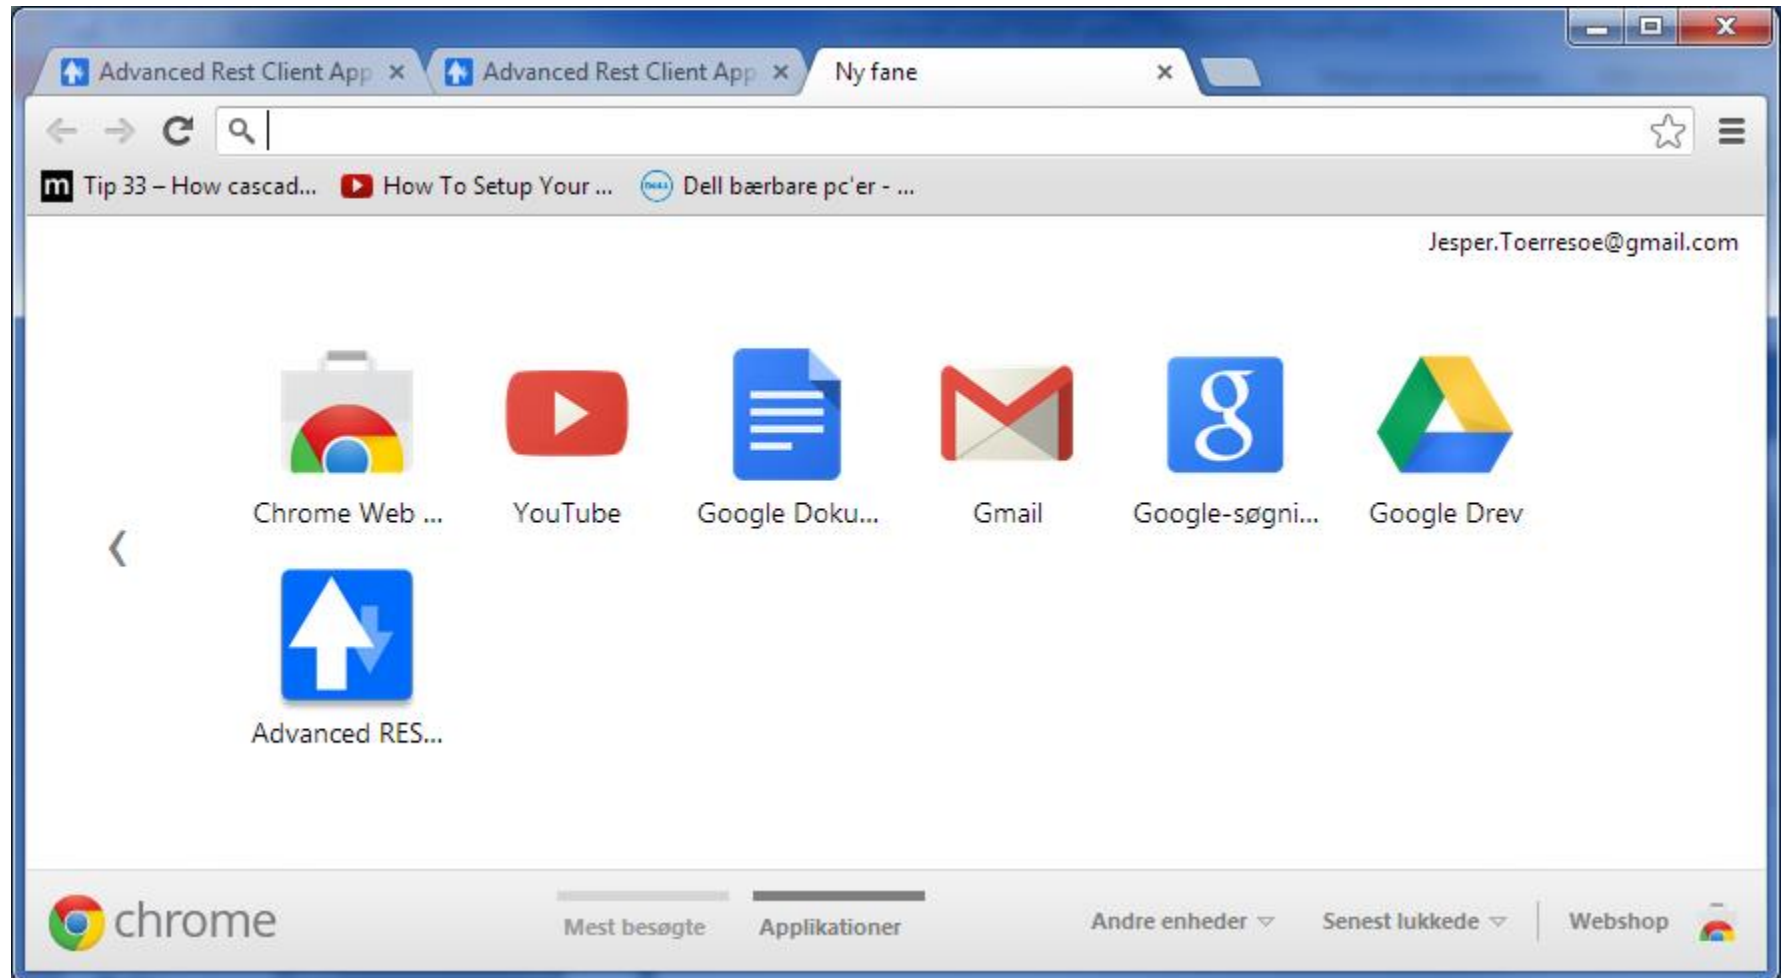 Advanced Rest Client App Advanced Rest Client App Ny fane
Tip 33 – How cascad... How To Setup Your ... Dell bærbare pc'er - ...
Jesper.Toerresoe@gmail.com
Chrome Web ... YouTube Google Doku... Gmail Google-søgni... Google Drev
Advanced RES...
chrome Mest besøgte Applikationer Andre enheder Senest lukkede Webshop